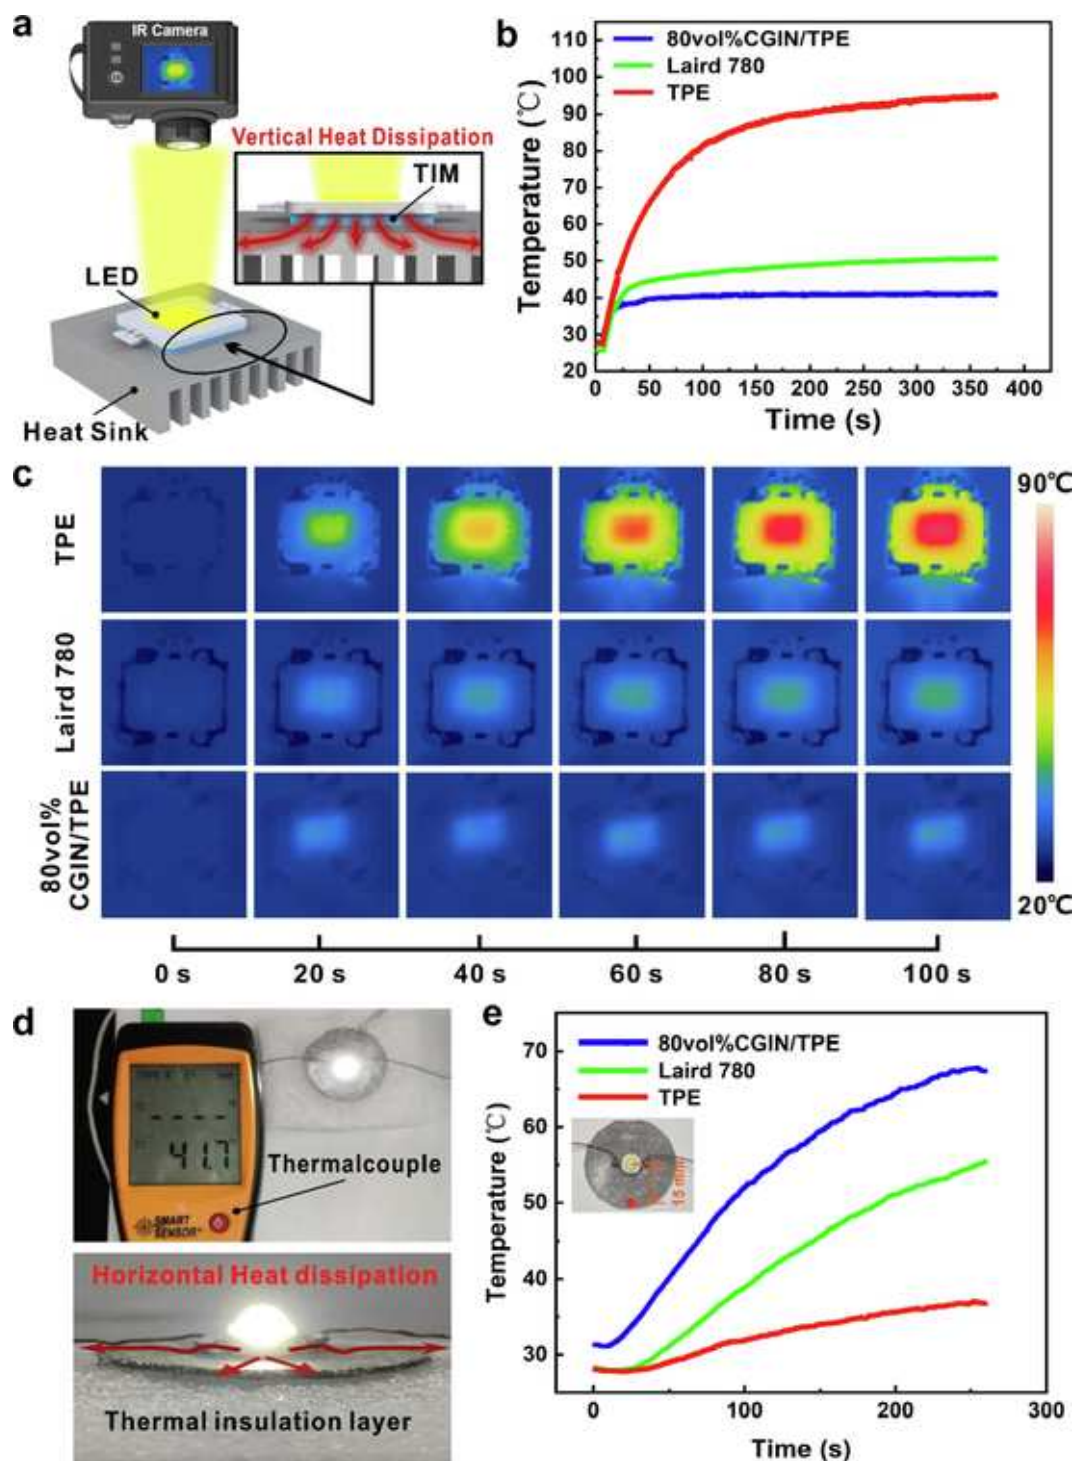 a
IR Camera
Vertical Heat Dissipation
TIM
LED
Heat Sink
b
80vol%CGIN/TPE
Laird 780
TPE
Temperature (℃)
110
100
90
80
70
60
50
40
30
20
0 50 100 150 200 250 300 350 400
Time (s)
c
TPE
Laird 780
80vol%
CGIN/TPE
90℃
20℃
0 s 20 s 40 s 60 s 80 s 100 s
d
41.7
Thermalcouple
SMART
SENSOR
Horizontal Heat dissipation
Thermal insulation layer
e
80vol%CGIN/TPE
Laird 780
TPE
15 mm
Temperature (℃)
70
60
50
40
30
0 100 200 300
Time (s)